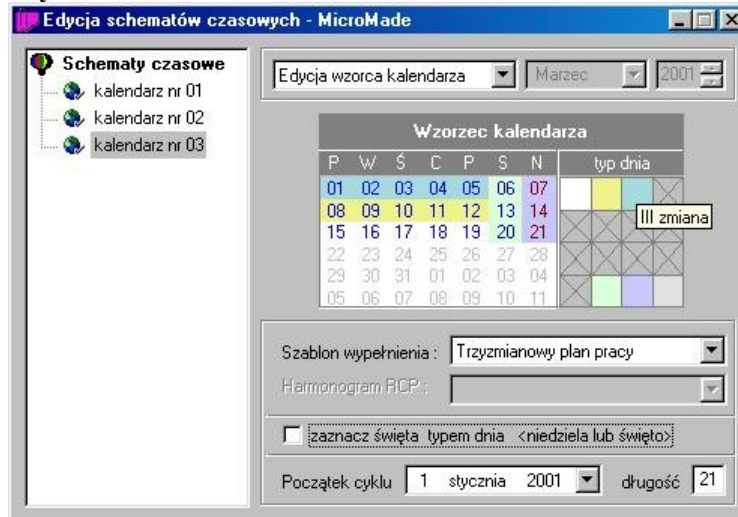 Edycja schematów czasowych - MicroMade
Schematy czasowe
kalendarz nr 01
kalendarz nr 02
kalendarz nr 03
Edycja wzorca kalendarza Marzec 2001
Wzorzec kalendarza
P W Ś C P S N typ dnia
01 02 03 04 05 06 07
08 09 10 11 12 13 14
III zmiana
15 16 17 18 19 20 21
22 23 24 25 26 27 28
29 30 31 01 02 03 04
05 06 07 08 09 10 11
Szablon wypełnienia : Trzyzmianowy plan pracy
Harmonogram RCP :
zaznacz święta typem dnia <niedziela lub święto>
Początek cyklu 1 stycznia 2001 długość 21